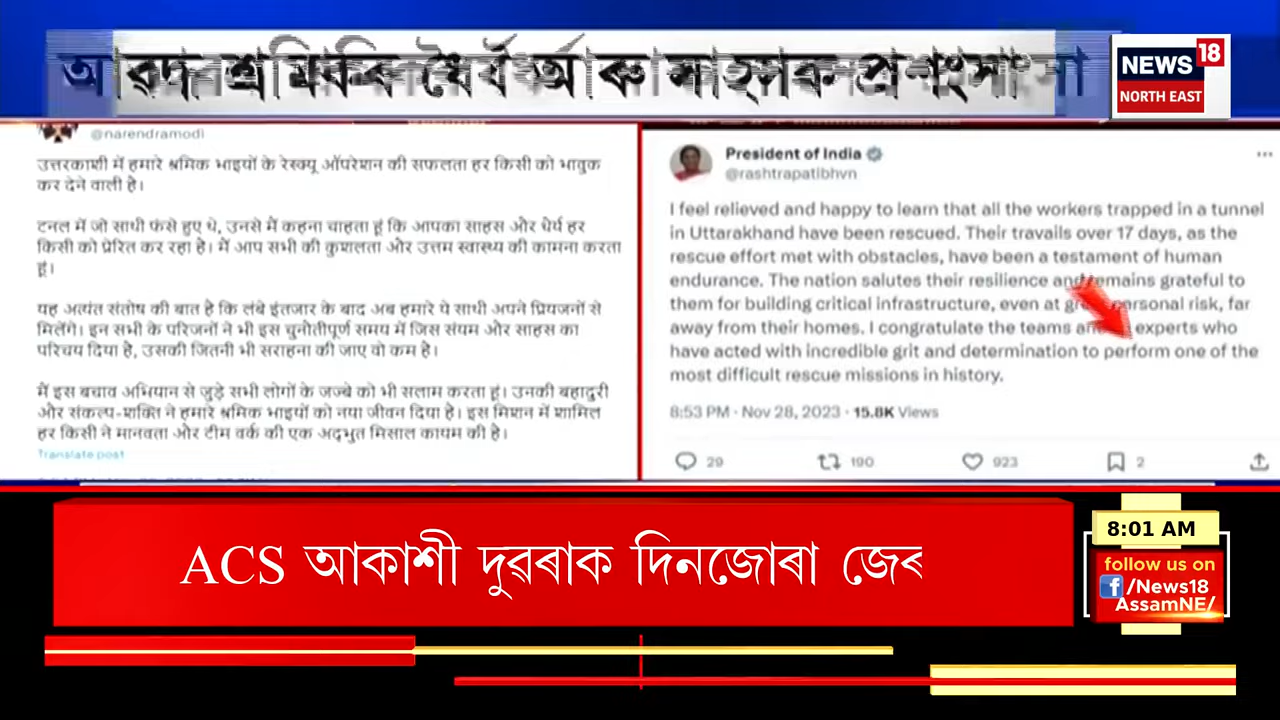 NEWS 18
NORTH EAST
@narendramodi
उत्तरकाशी में हमारे श्रमिक भाइयों के रेस्क्यू ऑपरेशन की सफलता हर किसी को भावुक
कर देने वाली है।
टनल में जो साथी फंसे हुए थे, उनसे मैं कहना चाहता हूं कि आपका साहस और धैर्य हर
किसी को प्रेरित कर रहा है। मैं आप सभी की कुशलता और उत्तम स्वास्थ्य की कामना करता
हूं।
यह अत्यंत संतोष की बात है कि लंबे इंतजार के बाद अब हमारे ये साथी अपने प्रियजनों से
मिलेंगे। इन सभी के परिजनों ने भी इस चुनौतीपूर्ण समय में जिस संयम और साहस का
परिचय दिया है, उसकी जितनी भी सराहना की जाए वो कम है।
मैं इस बचाव अभियान से जुड़े सभी लोगों के जज्बे को भी सलाम करता हूं। उनकी बहादुरी
और संकल्प-शक्ति ने हमारे श्रमिक भाइयों को नया जीवन दिया है। इस मिशन में शामिल
हर किसी ने मानवता और टीम वर्क की एक अद्भुत मिसाल कायम की है।
Translate post
President of India
@rashtrapatibhvn
I feel relieved and happy to learn that all the workers trapped in a tunnel
in Uttarakhand have been rescued. Their travails over 17 days, as the
rescue effort met with obstacles, have been a testament of human
endurance. The nation salutes their resilience and remains grateful to
them for building critical infrastructure, even at personal risk, far
away from their homes. I congratulate the teams experts who
have acted with incredible grit and determination to perform one of the
most difficult rescue missions in history.
8:53 PM · Nov 28, 2023 · 15.8K Views
29 190 923 2
ACS আকাশী দুৱৰাক দিনজোৰা জেৰ
8:01 AM
follow us on
/News18
AssamNE/